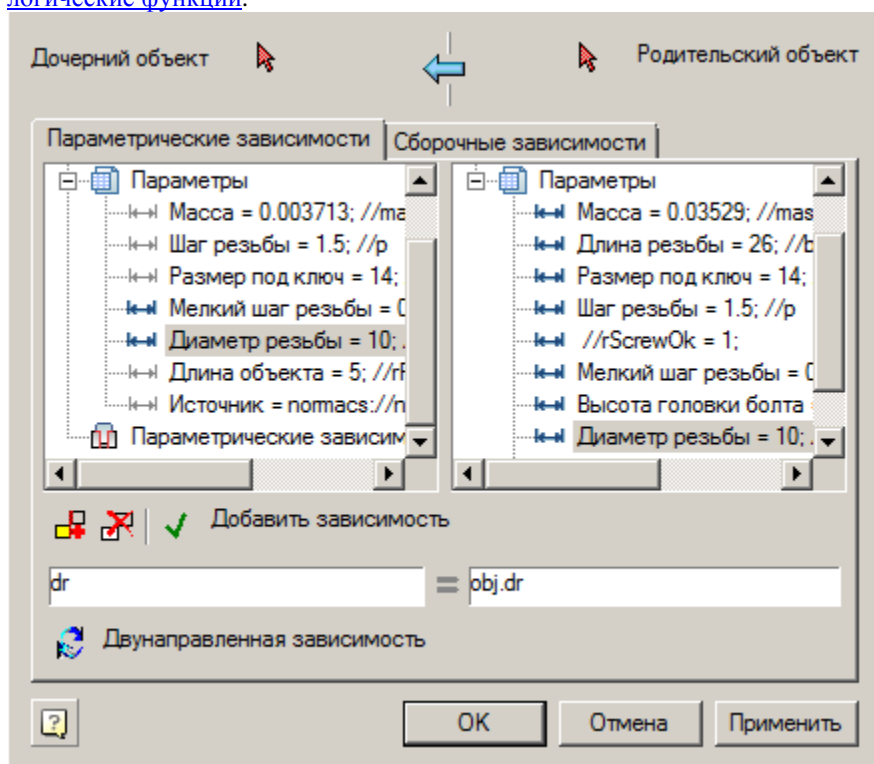 логические функции.
Дочерний объект
Родительский объект
Параметрические зависимости
Сборочные зависимости
Параметры
Масса = 0.003713; //ma
Шаг резьбы = 1.5; //p
Размер под ключ = 14;
Мелкий шаг резьбы = 0
Диаметр резьбы = 10; .
Длина объекта = 5; //rF
Источник = normacs://n
Параметрические зависим
Параметры
Масса = 0.03529; //mas
Длина резьбы = 26; //b
Размер под ключ = 14;
Шаг резьбы = 1.5; //p
//rScrewOk = 1;
Мелкий шаг резьбы = 0
Высота головки болта =
Диаметр резьбы = 10; .
Добавить зависимость
dr = obj.dr
Двунаправленная зависимость
?
OK
Отмена
Применить